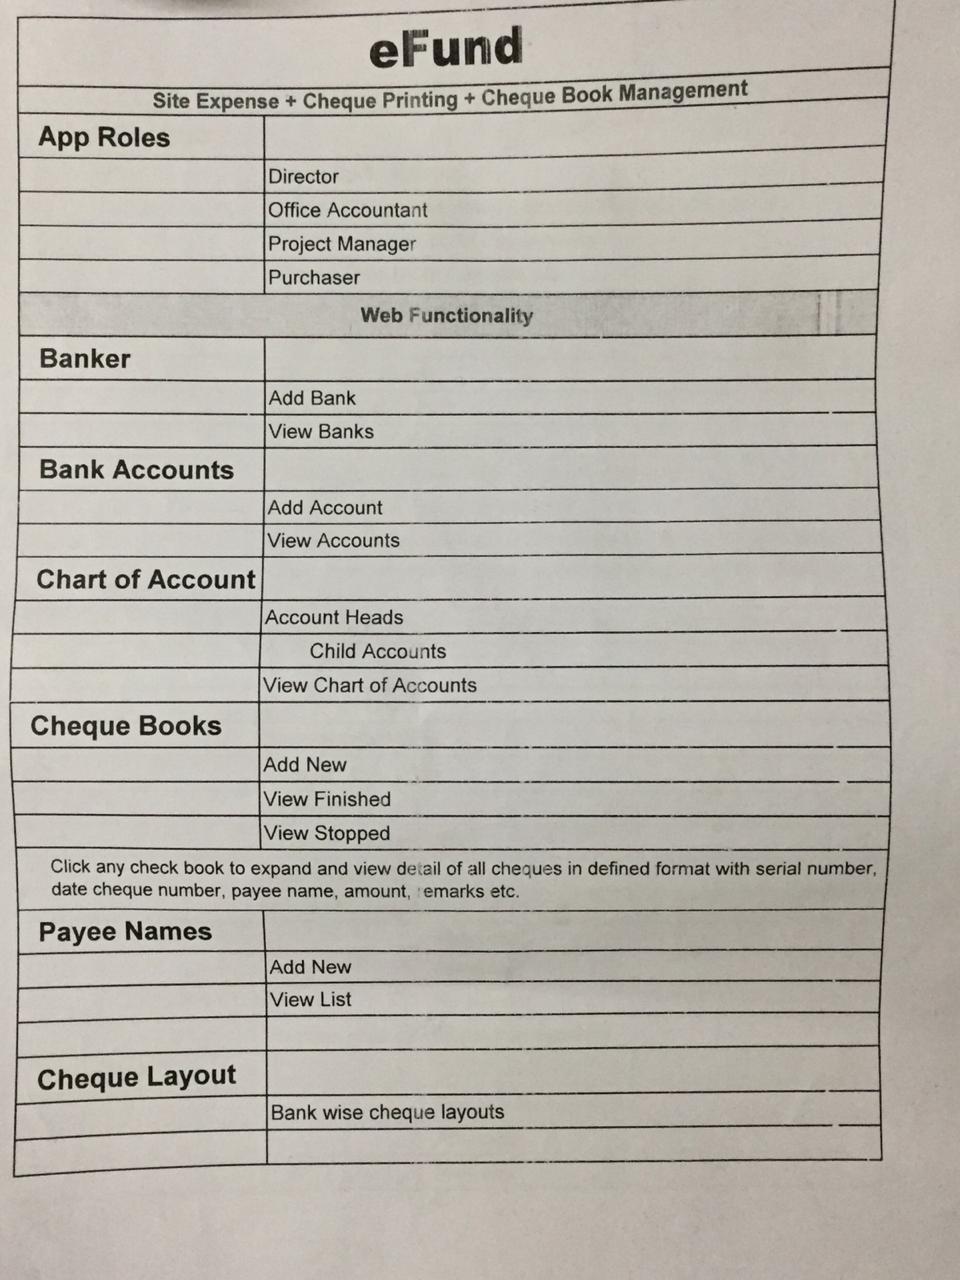 eFund
Site Expense + Cheque Printing + Cheque Book Management
App Roles
Director
Office Accountant
Project Manager
Purchaser
Web Functionality
Banker
Add Bank
View Banks
Bank Accounts
Add Account
View Accounts
Chart of Account
Account Heads
Child Accounts
View Chart of Accounts
Cheque Books
Add New
View Finished
View Stopped
Click any check book to expand and view detail of all cheques in defined format with serial number,
date cheque number, payee name, amount, remarks etc.
Payee Names
Add New
View List
Cheque Layout
Bank wise cheque layouts